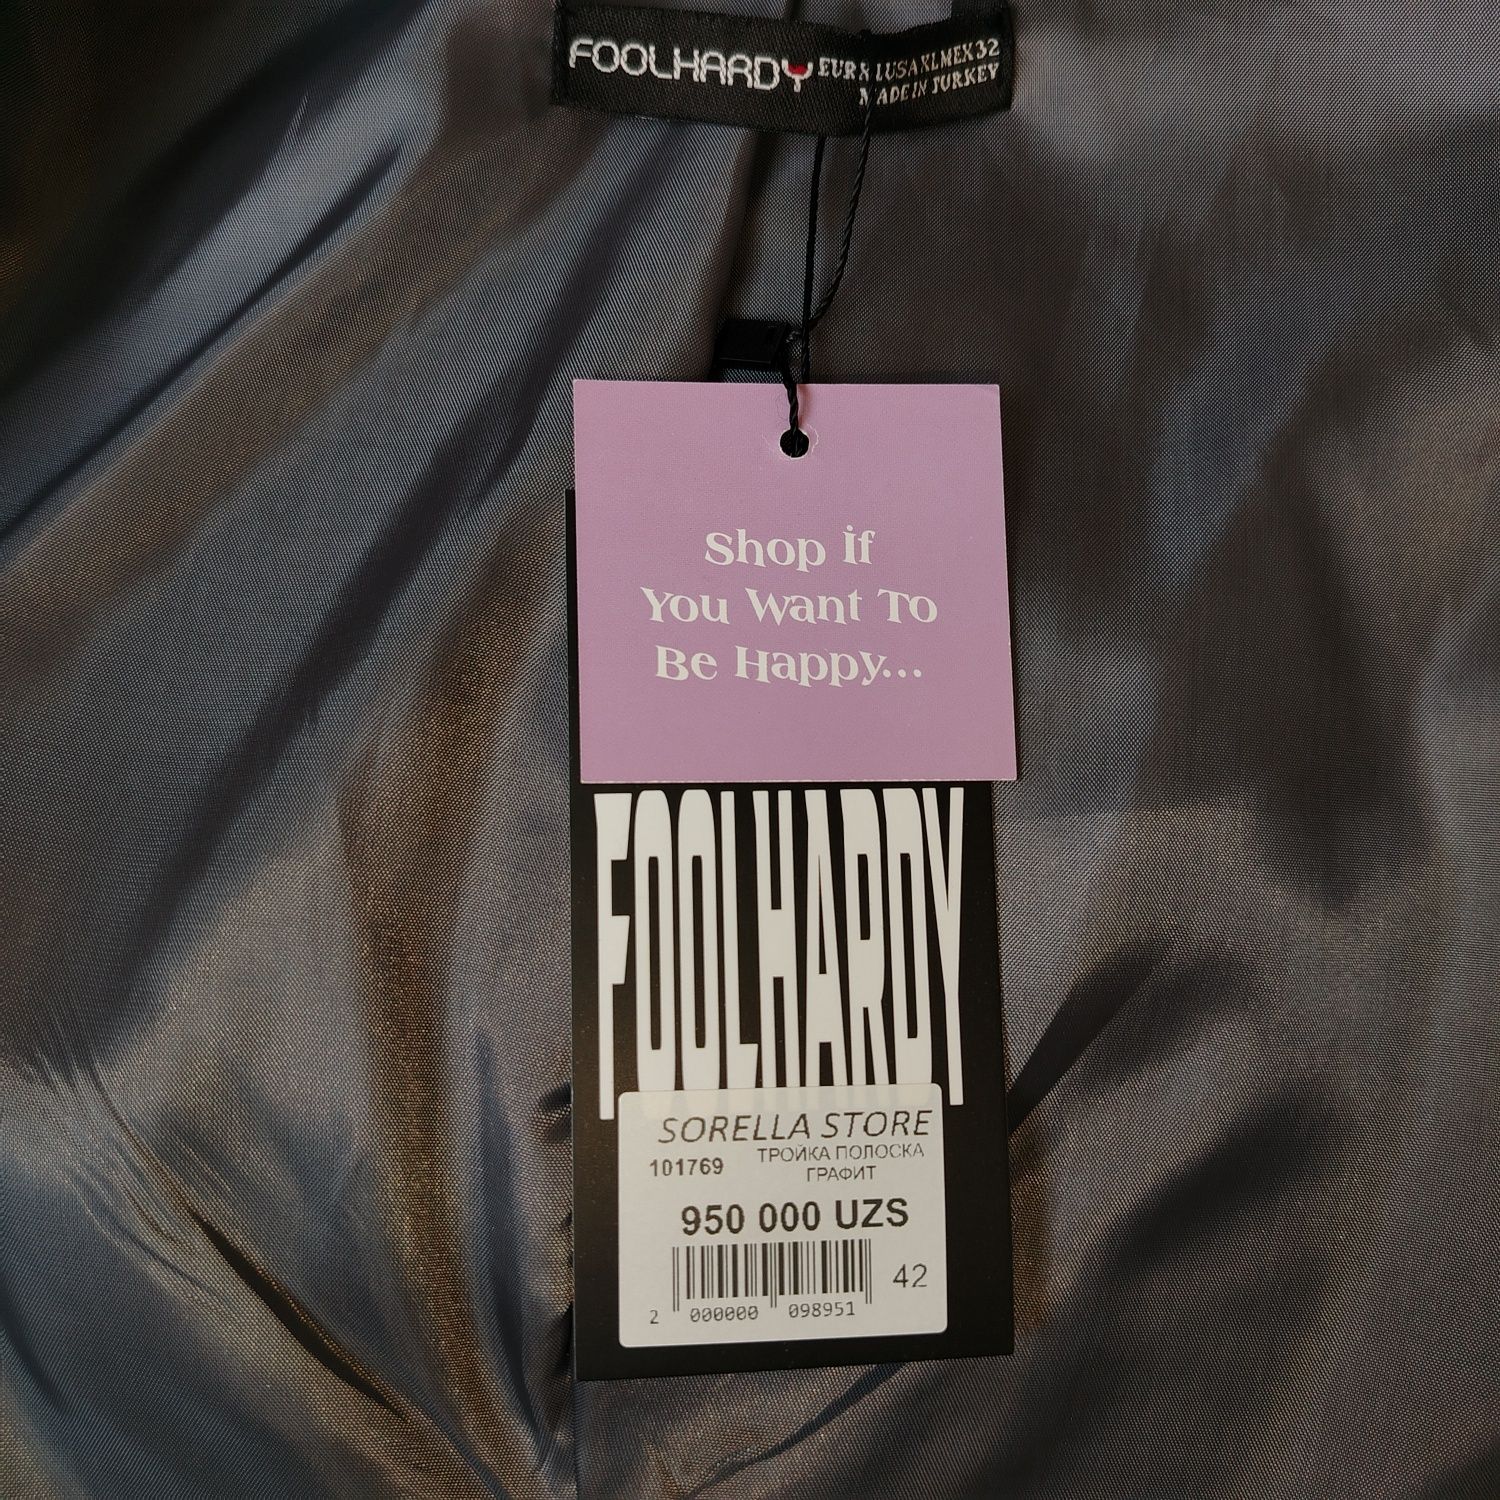 FOOLHARDY
EUR XL USA XL MEX 32
MADE IN TURKEY
Shop if
You Want To
Be Happy...
FOOLHARDY
SORELLA STORE
101769 ТРОЙКА ПОЛОСКА
ГРАФИТ
950 000 UZS
42
2 000000 098951